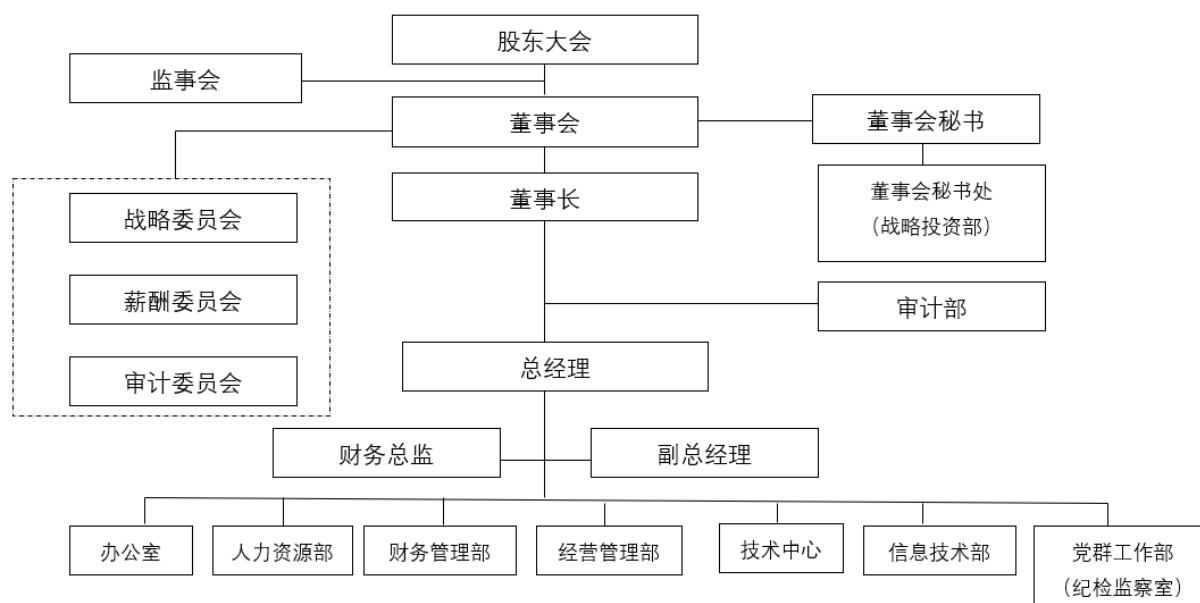 股东大会
监事会
董事会
董事会秘书
董事会秘书处
（战略投资部）
董事长
战略委员会
薪酬委员会
审计委员会
审计部
总经理
财务总监
副总经理
办公室
人力资源部
财务管理部
经营管理部
技术中心
信息技术部
党群工作部
（纪检监察室）